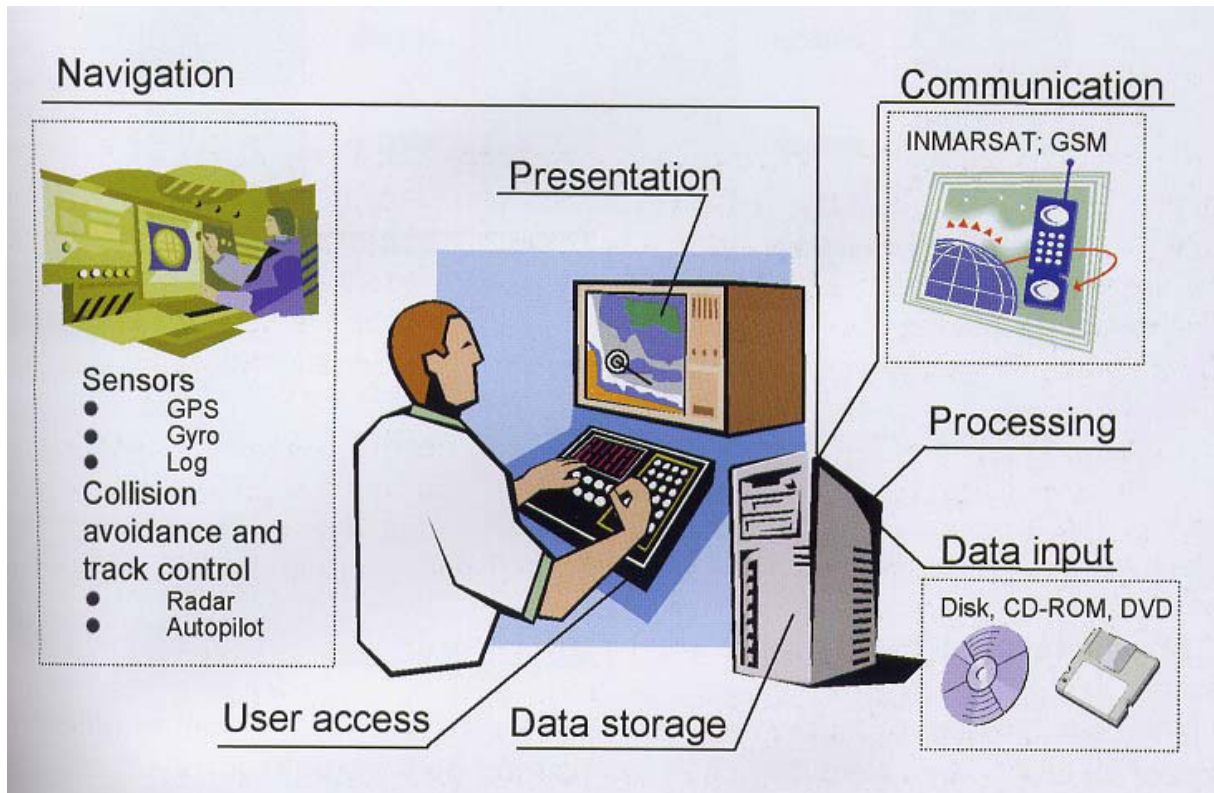 Navigation
Communication
INMARSAT; GSM
Presentation
Sensors
● GPS
● Gyro
● Log
Collision
avoidance and
track control
● Radar
● Autopilot
Processing
Data input
Disk, CD-ROM, DVD
User access
Data storage